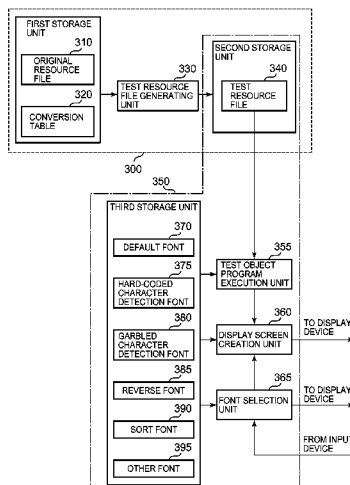 FIRST STORAGE
UNIT
310
ORIGINAL
RESOURCE
FILE
320
CONVERSION
TABLE
330
TEST RESOURCE
FILE GENERATING
UNIT
SECOND STORAGE
UNIT
340
TEST
RESOURCE
FILE
300
350
THIRD STORAGE UNIT
370
DEFAULT FONT
375
HARD-CODED
CHARACTER
DETECTION FONT
380
GARBLED
CHARACTER
DETECTION FONT
385
REVERSE FONT
390
SORT FONT
395
OTHER FONT
355
TEST OBJECT
PROGRAM
EXECUTION UNIT
360
DISPLAY SCREEN
CREATION UNIT
365
FONT SELECTION
UNIT
TO DISPLAY
DEVICE
TO DISPLAY
DEVICE
FROM INPUT
DEVICE